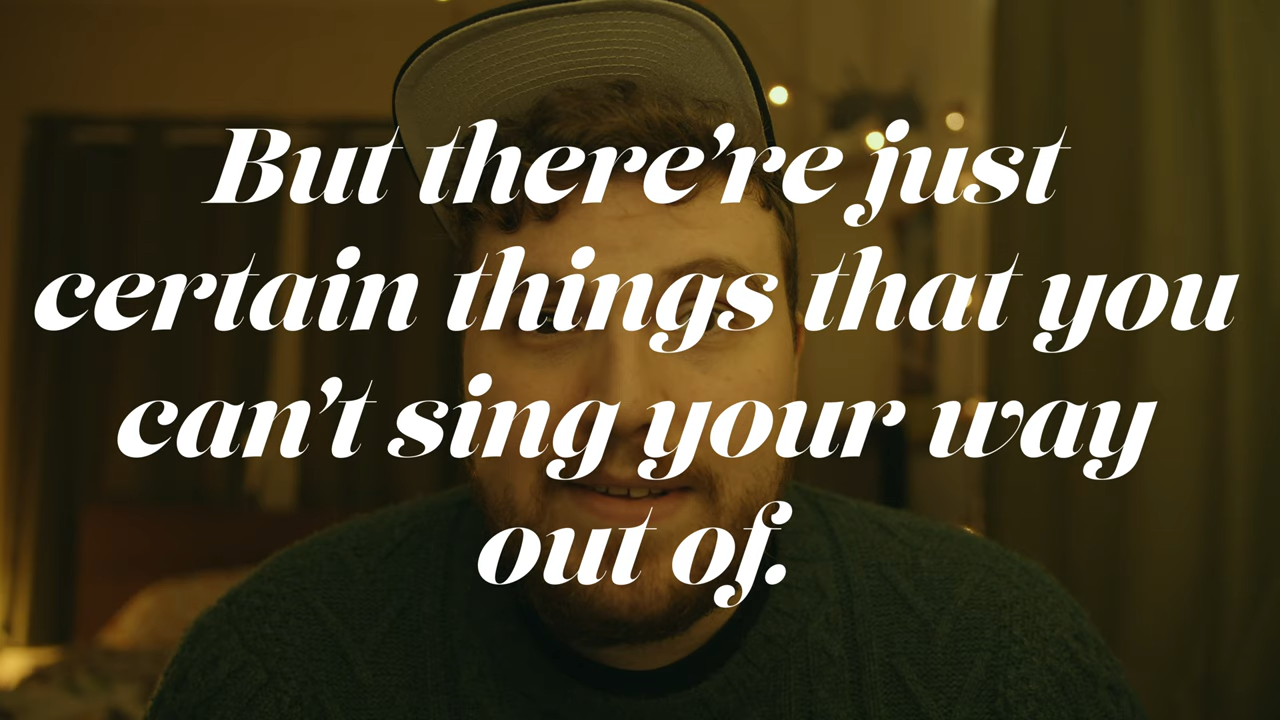 But there’re just
certain things that you
can’t sing your way
out of.